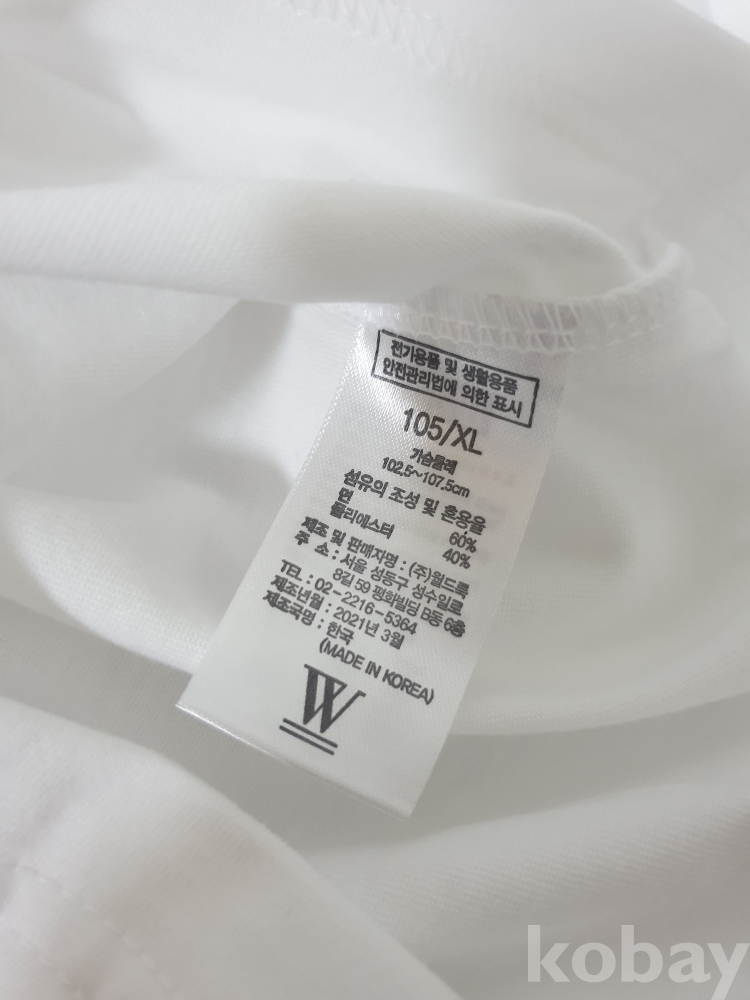 전기용품 및 생활용품
안전관리법에 의한 표시
105/XL
가슴둘레
102.5~107.5cm
섬유의 조성 및 혼용율
면 60%
폴리에스터 40%
제조 및 판매자명 : (주)월드록
주 소 : 서울 성동구 성수일로
8길 59 평화빌딩 B동 6층
TEL : 02-2216-5364
제조년월 : 2021년 3월
제조국명 : 한국
(MADE IN KOREA)
W
kobay